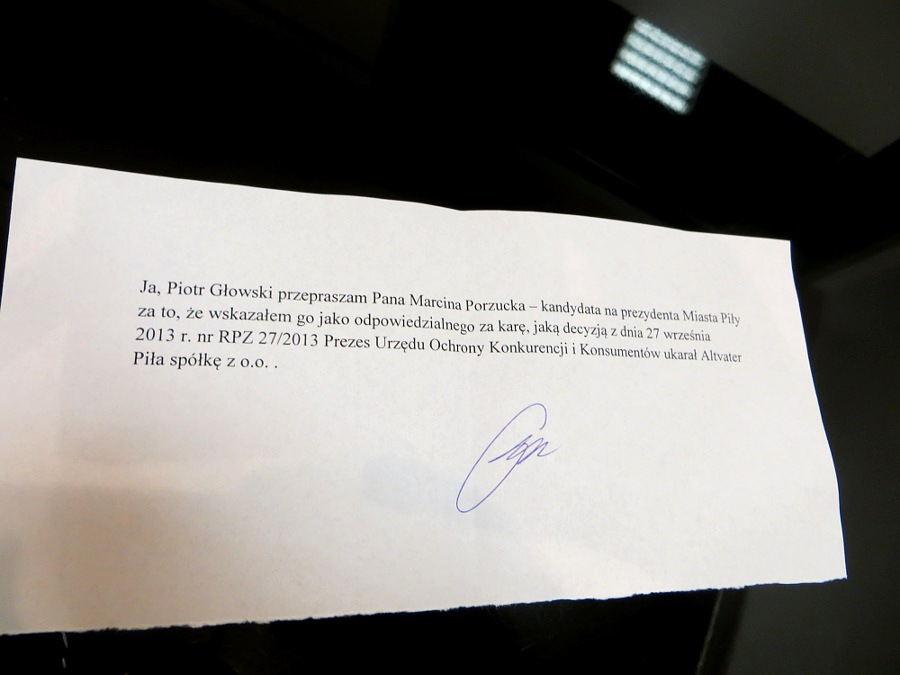 Ja, Piotr Głowski przepraszam Pana Marcina Porzucka – kandydata na prezydenta Miasta Piły
za to, że wskazałem go jako odpowiedzialnego za karę, jaką decyzją z dnia 27 września
2013 r. nr RPZ 27/2013 Prezes Urzędu Ochrony Konkurencji i Konsumentów ukarał Altvater
Piła spółkę z o.o. .